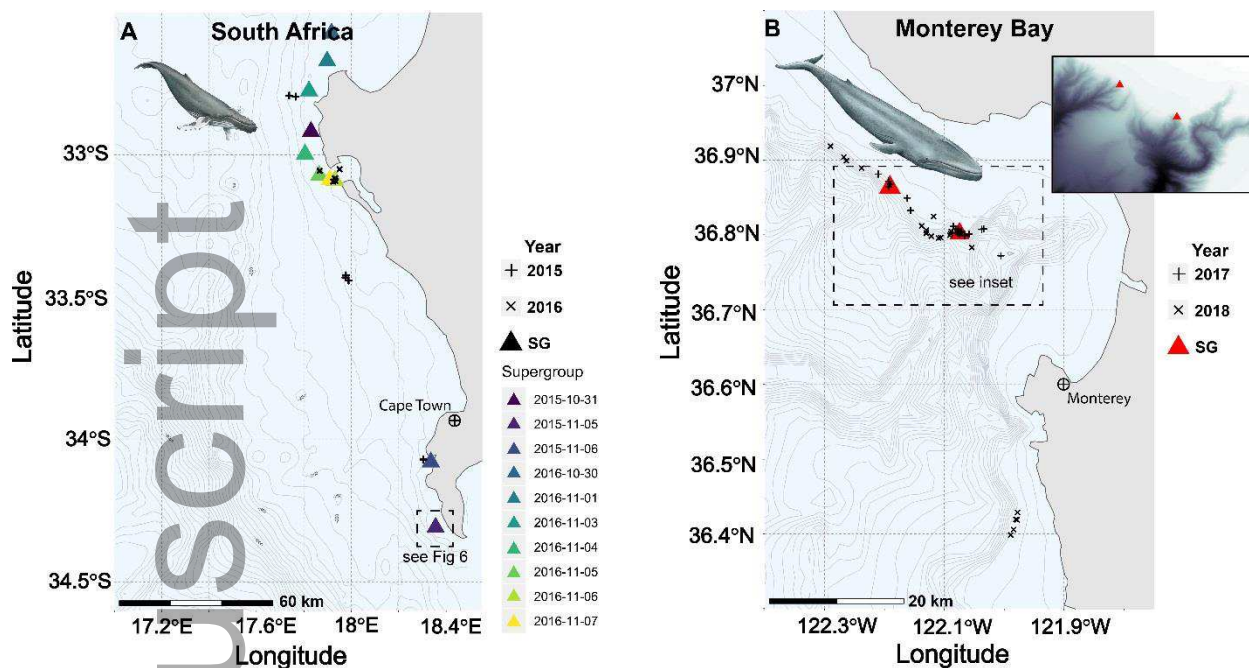 A South Africa
33°S
33.5°S
34°S
34.5°S
Latitude
17.2°E 17.6°E 18°E 18.4°E
Longitude
Cape Town
see Fig 6
60 km
Year
+ 2015
× 2016
SG
Supergroup
2015-10-31
2015-11-05
2015-11-06
2016-10-30
2016-11-01
2016-11-03
2016-11-04
2016-11-05
2016-11-06
2016-11-07
uscript
B Monterey Bay
37°N
36.9°N
36.8°N
36.7°N
36.6°N
36.5°N
36.4°N
Latitude
122.3°W 122.1°W 121.9°W
Longitude
see inset
Monterey
20 km
Year
+ 2017
× 2018
SG